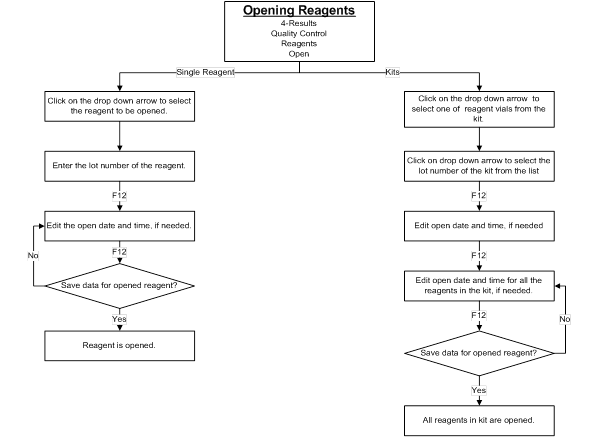 Opening Reagents
4-Results
Quality Control
Reagents
Open
Single Reagent
Kits
Click on the drop down arrow to select
the reagent to be opened.
Click on the drop down arrow to
select one of reagent vials from the
kit.
Enter the lot number of the reagent.
Click on drop down arrow to select the
lot number of the kit from the list
F12
F12
Edit the open date and time, if needed.
Edit open date and time, if needed
F12
F12
No
Save data for opened reagent?
Edit open date and time for all the
reagents in the kit, if needed.
Yes
F12
No
Reagent is opened.
Save data for opened reagent?
Yes
All reagents in kit are opened.